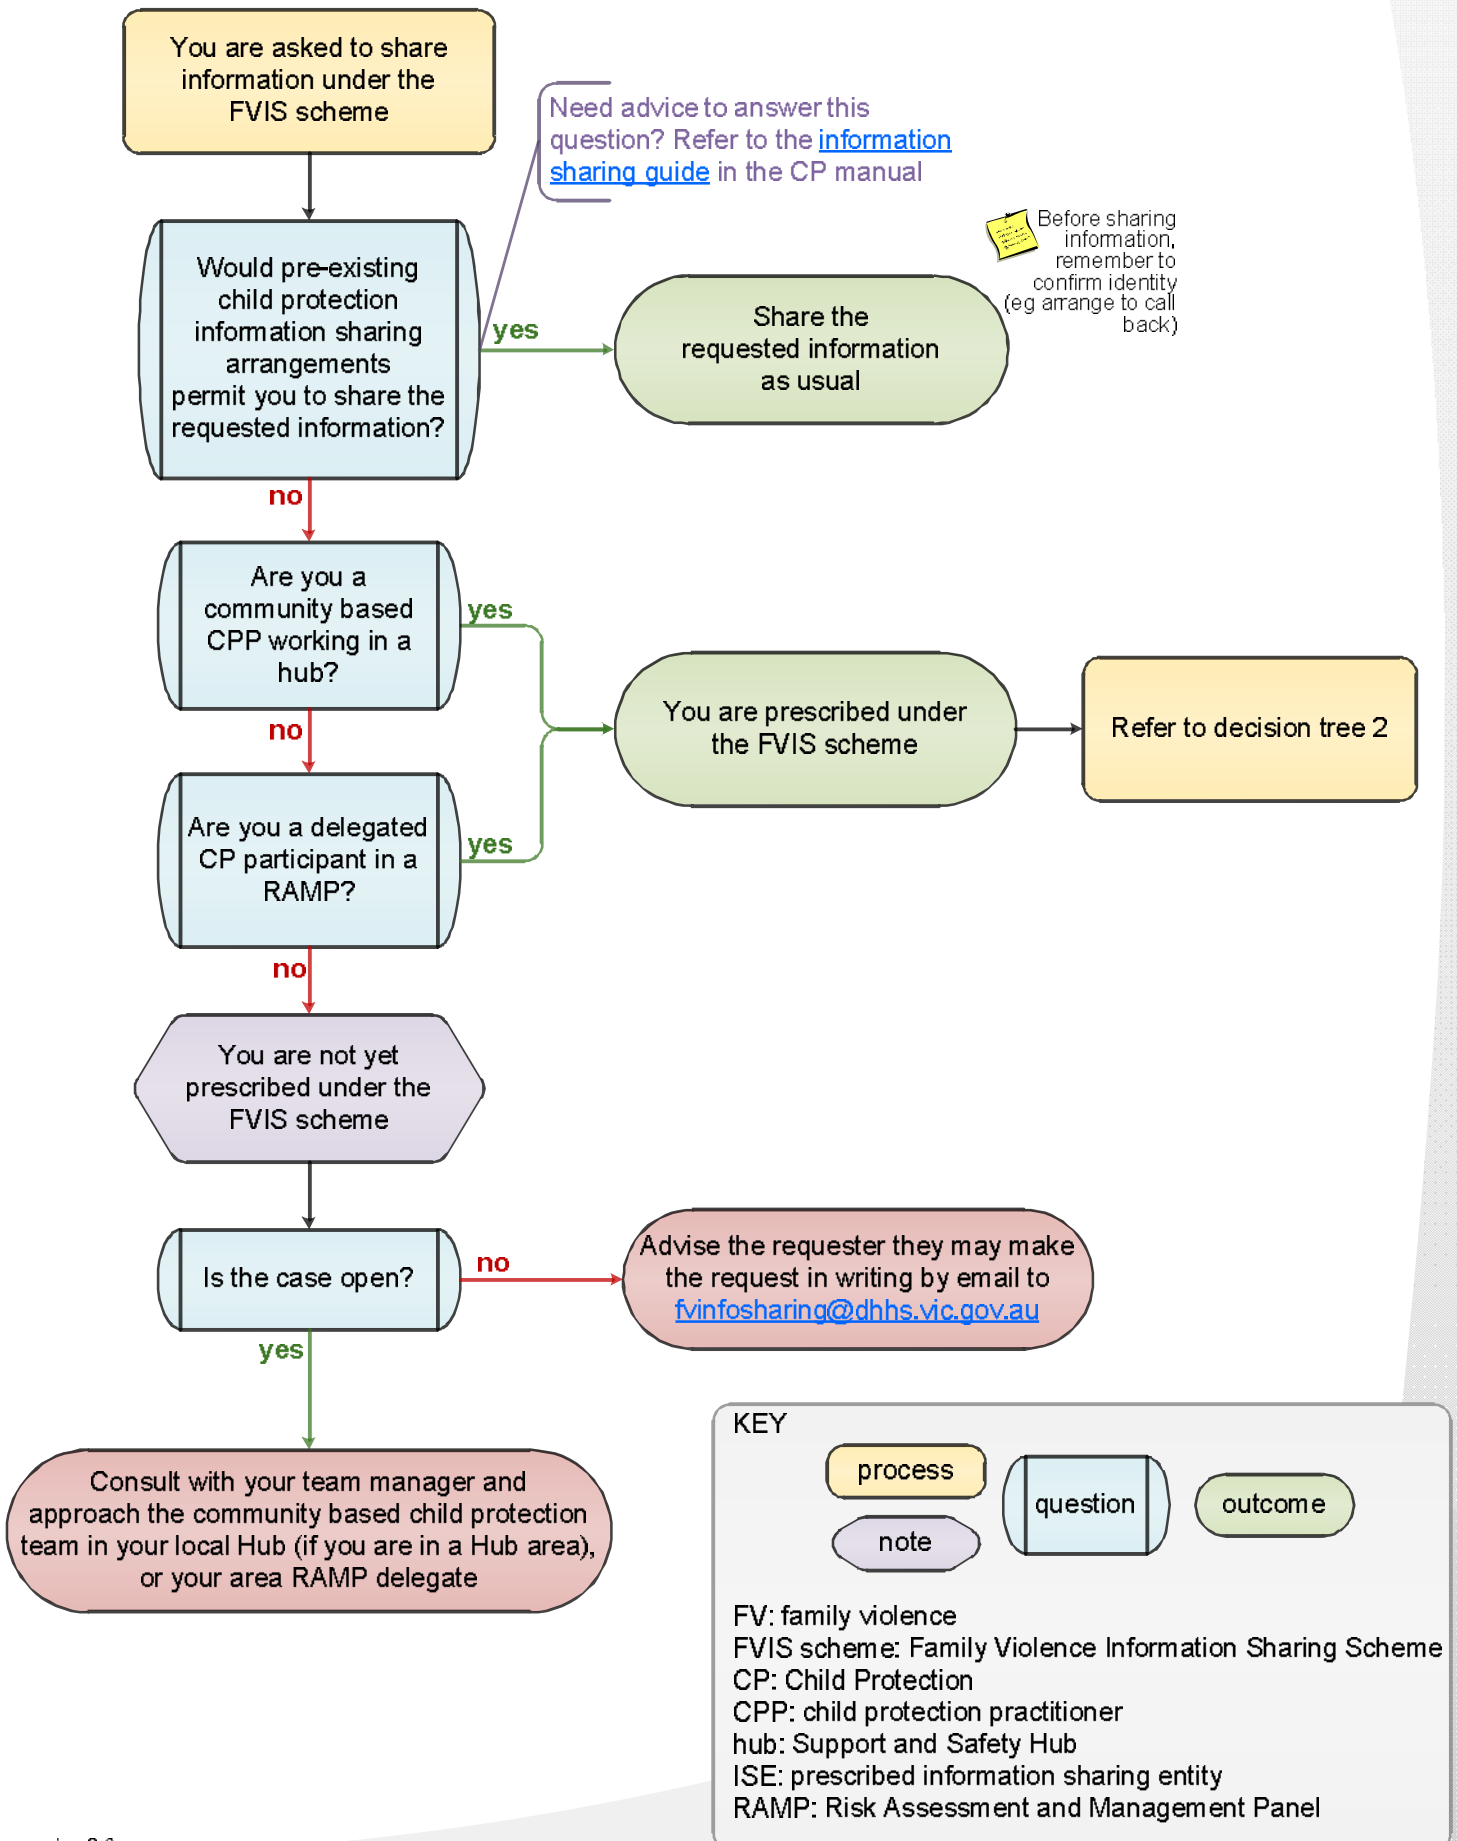 You are asked to share
information under the
FVIS scheme
Need advice to answer this
question? Refer to the information
sharing guide in the CP manual
Before sharing
information,
remember to
confirm identity
(eg arrange to call
back)
Would pre-existing
child protection
information sharing
arrangements
permit you to share the
requested information?
yes
Share the
requested information
as usual
no
Are you a
community based
CPP working in a
hub?
yes
no
You are prescribed under
the FVIS scheme
Refer to decision tree 2
Are you a delegated
CP participant in a
RAMP?
yes
no
You are not yet
prescribed under the
FVIS scheme
Is the case open?
no
Advise the requester they may make
the request in writing by email to
fvinfosharing@dhhs.vic.gov.au
yes
Consult with your team manager and
approach the community based child protection
team in your local Hub (if you are in a Hub area),
or your area RAMP delegate
KEY
process
question
outcome
note
FV: family violence
FVIS scheme: Family Violence Information Sharing Scheme
CP: Child Protection
CPP: child protection practitioner
hub: Support and Safety Hub
ISE: prescribed information sharing entity
RAMP: Risk Assessment and Management Panel